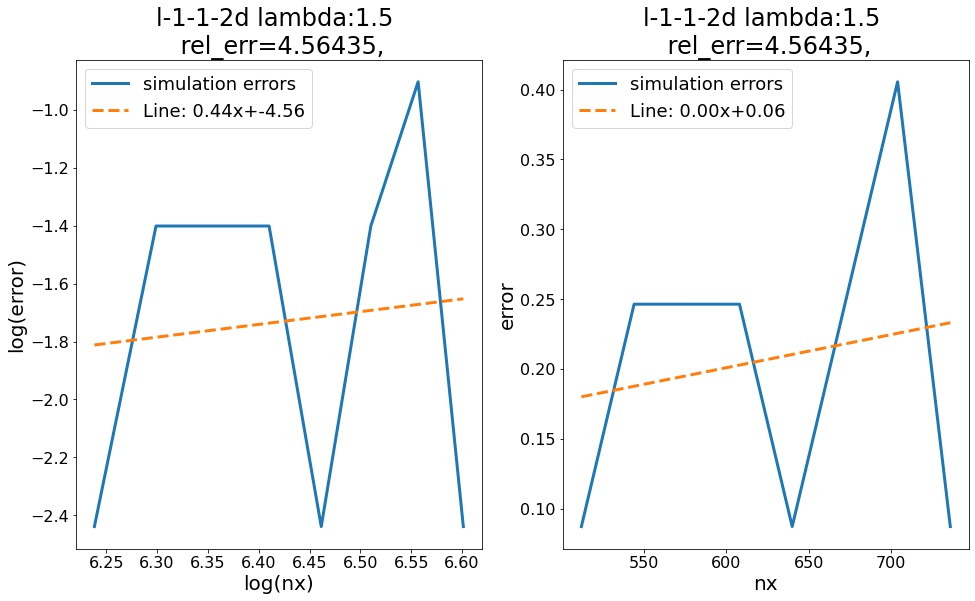 l-1-1-2d lambda:1.5
rel_err=4.56435,
simulation errors
Line: 0.44x+-4.56
−1.0
−1.2
−1.4
−1.6
−1.8
−2.0
−2.2
−2.4
log(error)
6.25 6.30 6.35 6.40 6.45 6.50 6.55 6.60
log(nx)
l-1-1-2d lambda:1.5
rel_err=4.56435,
simulation errors
Line: 0.00x+0.06
0.40
0.35
0.30
0.25
0.20
0.15
0.10
error
550 600 650 700
nx